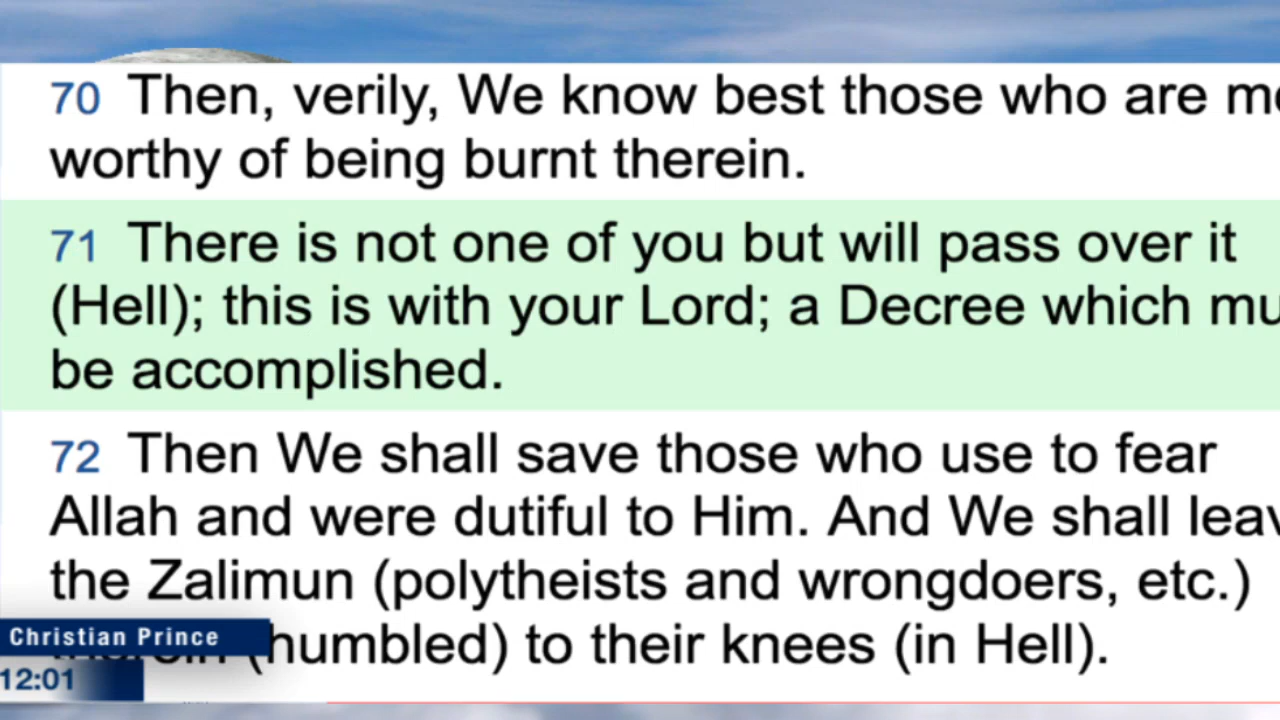 70 Then, verily, We know best those who are
worthy of being burnt therein.
71 There is not one of you but will pass over it
(Hell); this is with your Lord; a Decree which
be accomplished.
72 Then We shall save those who use to fear
Allah and were dutiful to Him. And We shall
the Zalimun (polytheists and wrongdoers, etc.)
(humbled) to their knees (in Hell).
Christian Prince
12:01